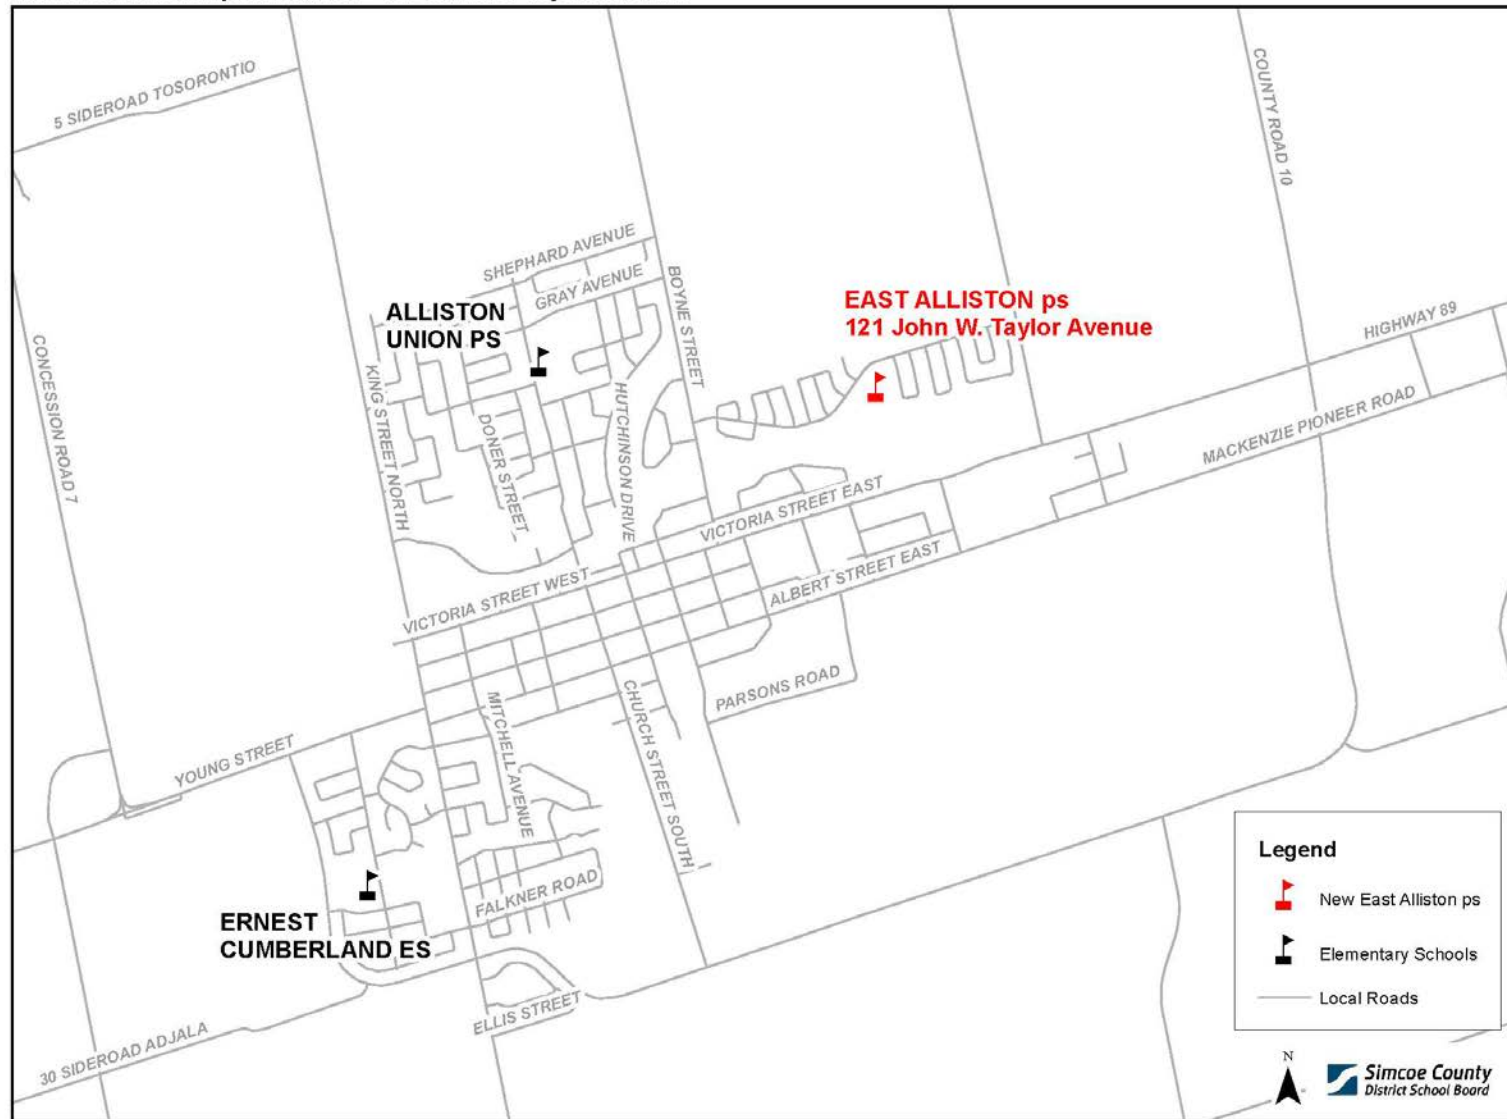 5 SIDEROAD TOSORONTIO
COUNTY ROAD 10
SHEPHARD AVENUE
GRAY AVENUE
BOYNE STREET
ALLISTON
UNION PS
EAST ALLISTON ps
121 John W. Taylor Avenue
HIGHWAY 89
CONCESSION ROAD 7
KING STREET NORTH
DONER STREET
HUTCHINSON DRIVE
MACKENZIE PIONEER ROAD
VICTORIA STREET EAST
VICTORIA STREET WEST
ALBERT STREET EAST
PARSONS ROAD
MITCHELL AVENUE
CHURCH STREET SOUTH
YOUNG STREET
FALKNER ROAD
ERNEST
CUMBERLAND ES
ELLIS STREET
30 SIDEROAD ADJALA
Legend
New East Alliston ps
Elementary Schools
Local Roads
N
Simcoe County
District School Board